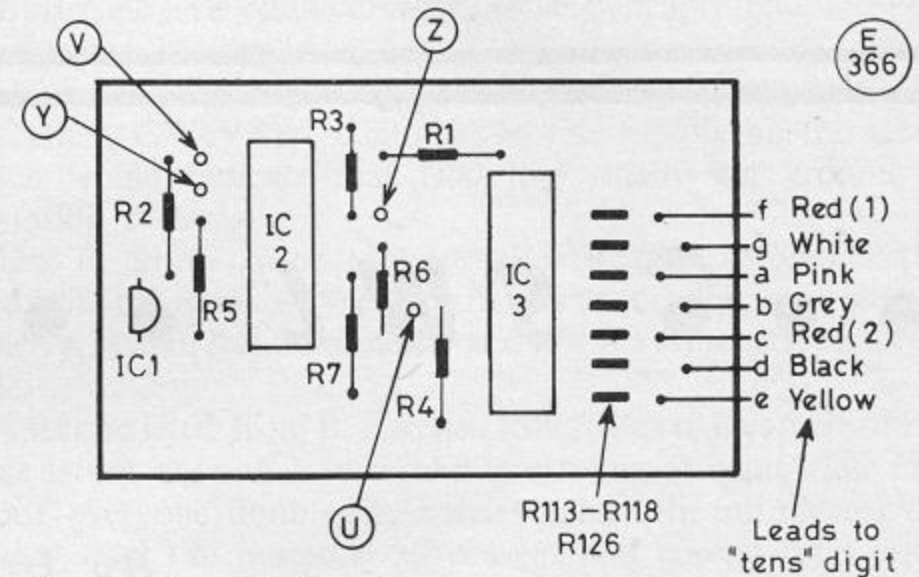 V
Z
E
366
Y
R3
R1
R2
IC
2
f Red(1)
g White
R6
a Pink
IC
3
b Grey
R5
c Red(2)
IC1
R7
d Black
R4
e Yellow
U
R113-R118
R126
Leads to
"tens" digit